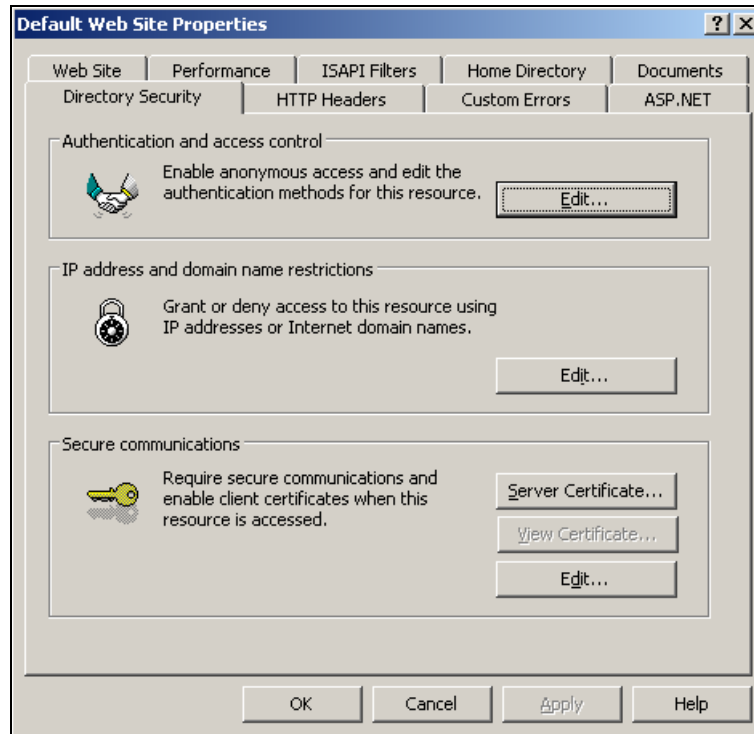 Default Web Site Properties
? X
Web Site Performance ISAPI Filters Home Directory Documents
Directory Security HTTP Headers Custom Errors ASP.NET
Authentication and access control
Enable anonymous access and edit the
authentication methods for this resource.
Edit...
IP address and domain name restrictions
Grant or deny access to this resource using
IP addresses or Internet domain names.
Edit...
Secure communications
Require secure communications and
enable client certificates when this
resource is accessed.
Server Certificate...
View Certificate...
Edit...
OK Cancel Apply Help